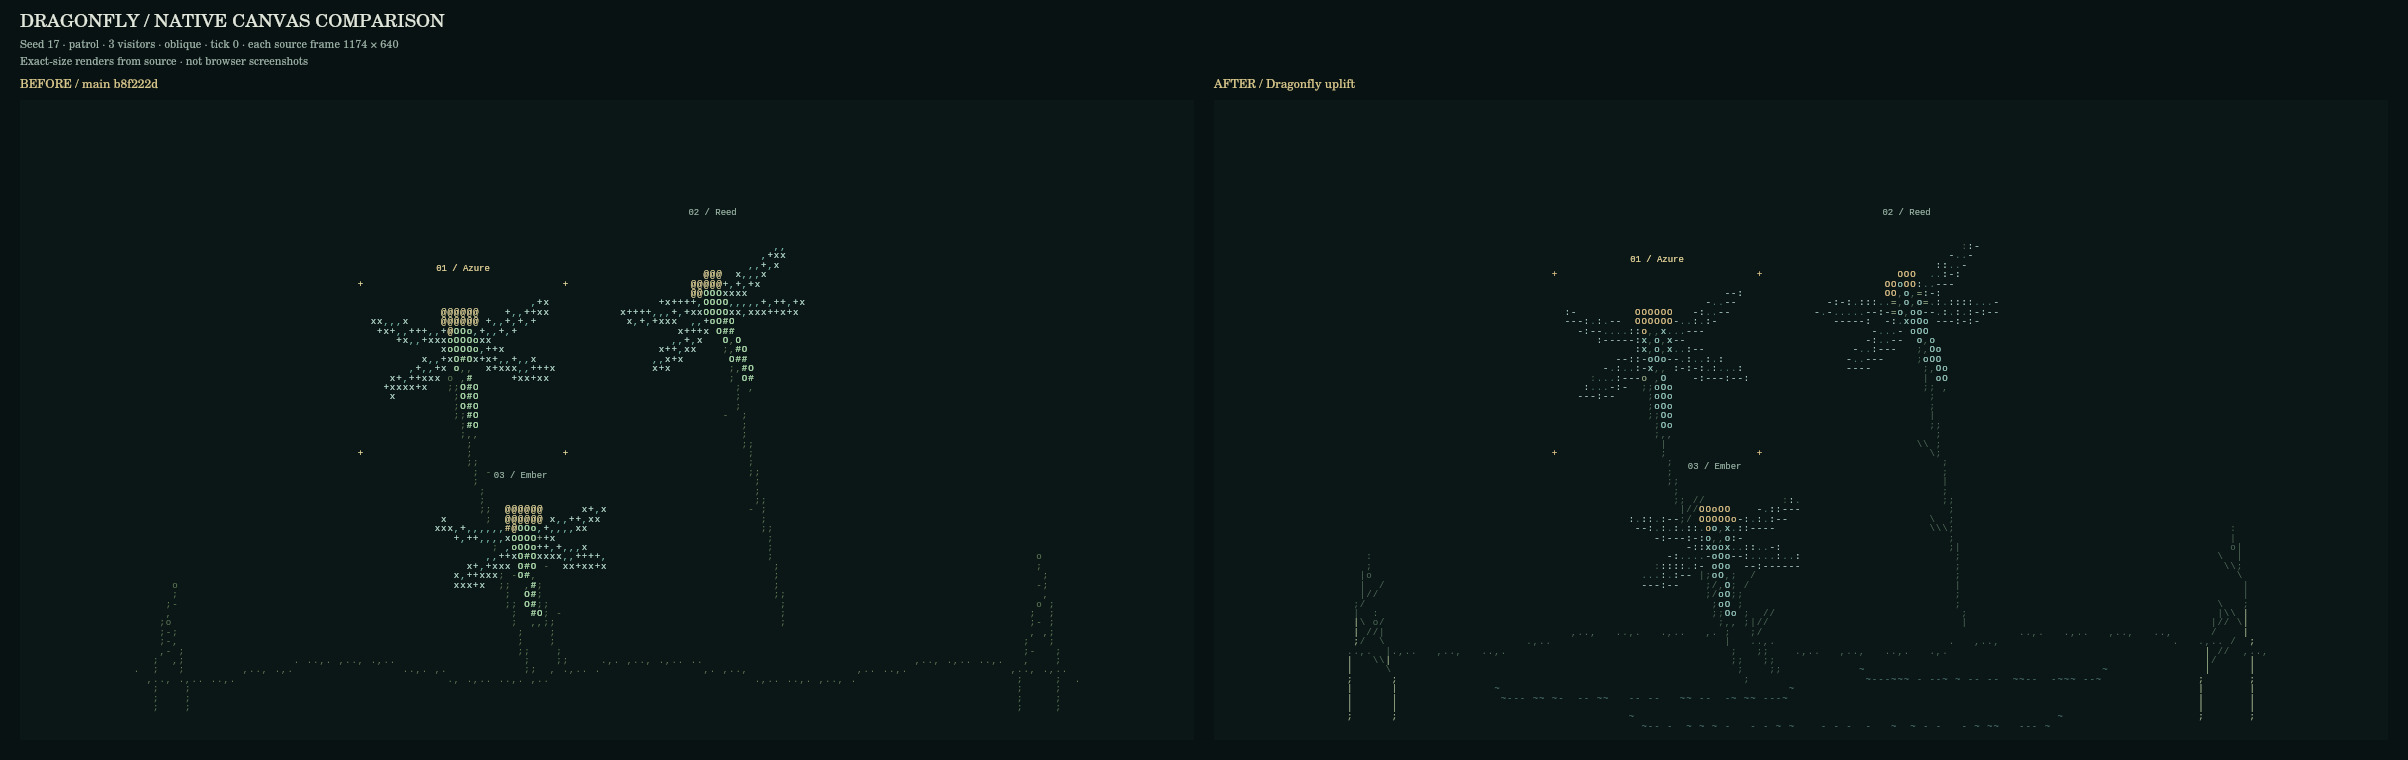 DRAGONFLY / NATIVE CANVAS COMPARISON
Seed 17 · patrol · 3 visitors · oblique · tick 0 · each source frame 1174 × 640
Exact-size renders from source · not browser screenshots
BEFORE / main b8f222d
02 / Reed
01 / Azure
03 / Ember
AFTER / Dragonfly uplift
02 / Reed
01 / Azure
03 / Ember